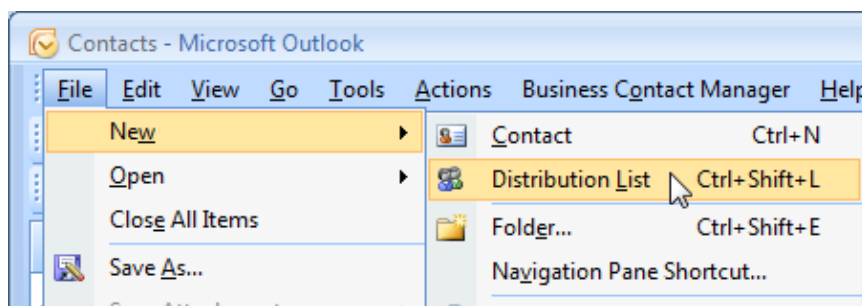 Contacts - Microsoft Outlook
File Edit View Go Tools Actions Business Contact Manager Help
New
Contact Ctrl+N
Open
Distribution List Ctrl+Shift+L
Close All Items
Folder... Ctrl+Shift+E
Save As...
Navigation Pane Shortcut...